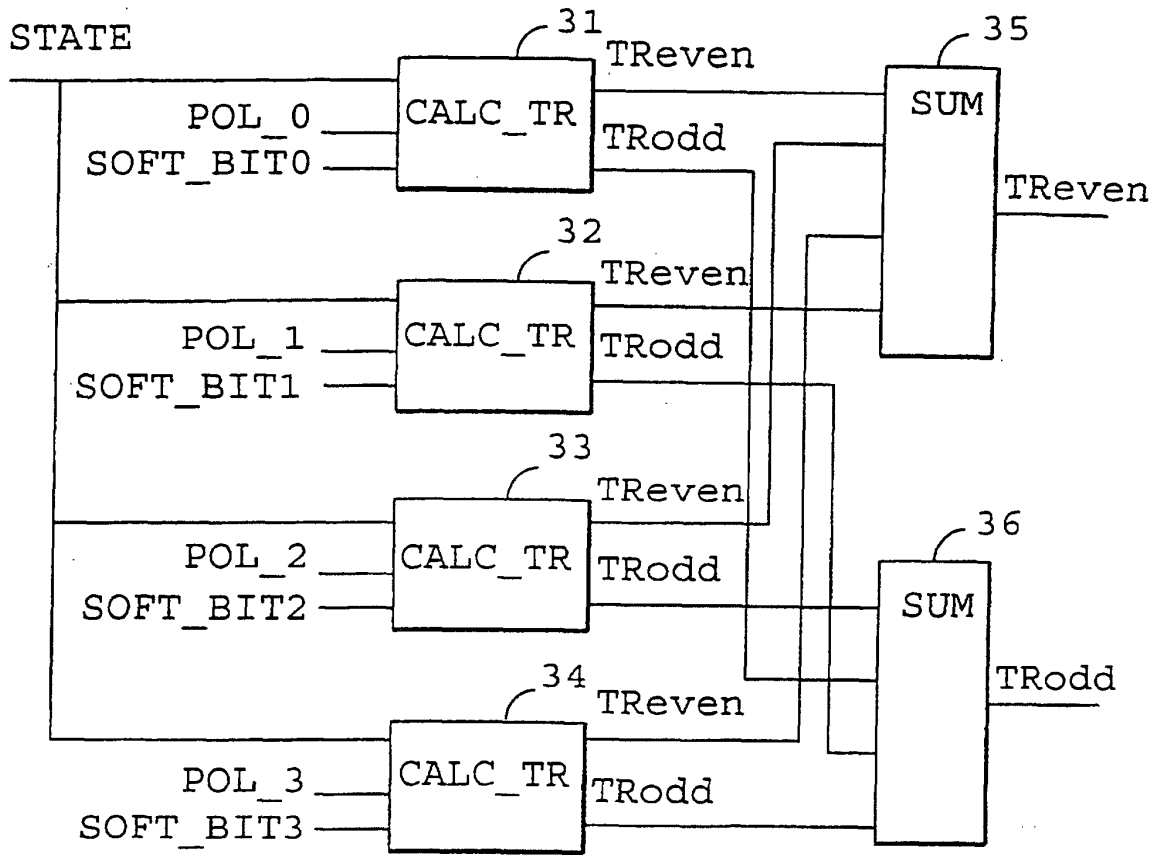 STATE
31
TReven
35
CALC_TR
SUM
POL_0
TRodd
SOFT_BIT0
TReven
32
TReven
CALC_TR
POL_1
TRodd
SOFT_BIT1
33
TReven
36
CALC_TR
POL_2
TRodd
SUM
SOFT_BIT2
34
TReven
TRodd
CALC_TR
POL_3
TRodd
SOFT_BIT3